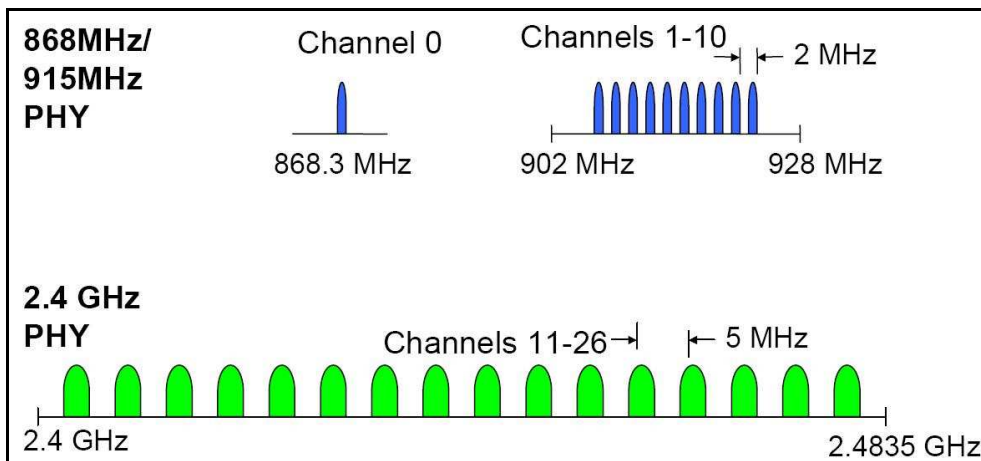 868MHz/
915MHz
PHY
Channel 0
868.3 MHz
Channels 1-10
2 MHz
902 MHz
928 MHz
2.4 GHz
PHY
Channels 11-26
5 MHz
2.4 GHz
2.4835 GHz